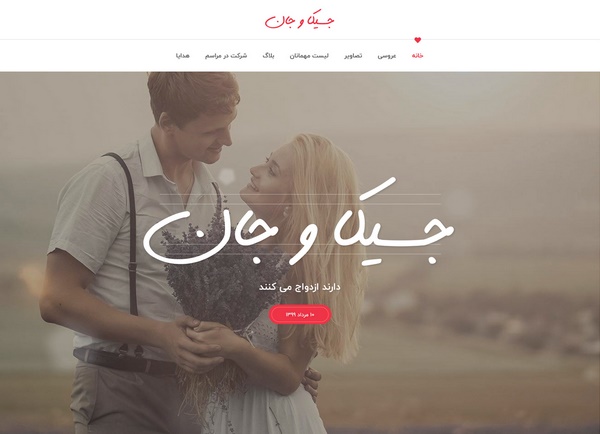 جسیکا و جان
خانه عروسی تصاویر لیست مهمانان بلاگ شرکت در مراسم هدایا
جسیکا و جان
دارند ازدواج می کنند
۱۰ مرداد ۱۳۹۹